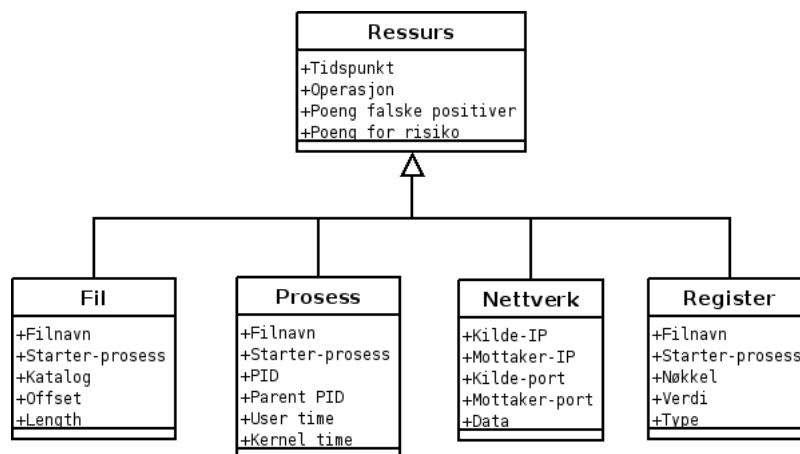 Ressurs
+Tidspunkt
+Operasjon
+Poeng falske positiver
+Poeng for risiko
Fil
+Filnavn
+Starter-prosess
+Katalog
+Offset
+Length
Prosess
+Filnavn
+Starter-prosess
+PID
+Parent PID
+User time
+Kernel time
Nettverk
+Kilde-IP
+Mottaker-IP
+Kilde-port
+Mottaker-port
+Data
Register
+Filnavn
+Starter-prosess
+Nøkkel
+Verdi
+Type